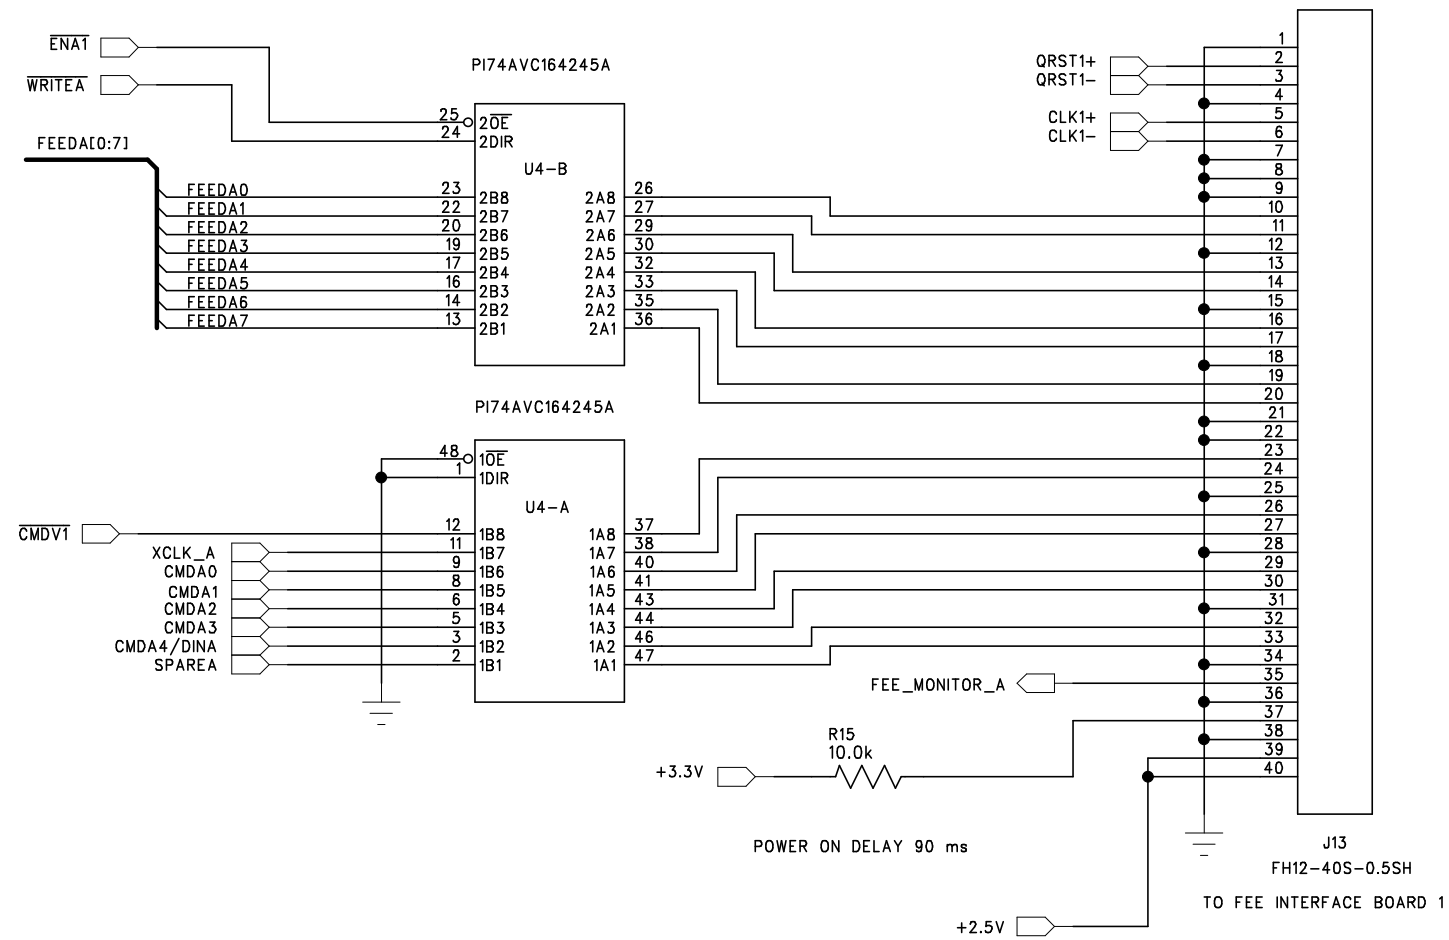 ENA1
WRITEA
FEEDA[0:7]
PI74AVC164245A
25 2OE
24 2DIR
U4-B
FEEDA0 23 2B8 2A8 26
FEEDA1 22 2B7 2A7 27
FEEDA2 20 2B6 2A6 29
FEEDA3 19 2B5 2A5 30
FEEDA4 17 2B4 2A4 32
FEEDA5 16 2B3 2A3 33
FEEDA6 14 2B2 2A2 35
FEEDA7 13 2B1 2A1 36
PI74AVC164245A
48 1OE
1 1DIR
U4-A
CMDV1 12 1B8 1A8 37
XCLK_A 11 1B7 1A7 38
CMDA0 9 1B6 1A6 40
CMDA1 8 1B5 1A5 41
CMDA2 6 1B4 1A4 43
CMDA3 5 1B3 1A3 44
CMDA4/DINA 3 1B2 1A2 46
SPAREA 2 1B1 1A1 47
1
QRST1+ 2
QRST1- 3
4
CLK1+ 5
CLK1- 6
7
8
9
10
11
12
13
14
15
16
17
18
19
20
21
22
23
24
25
26
27
28
29
30
31
32
33
34
FEE_MONITOR_A 35
36
37
38
39
40
R15
10.0k
+3.3V
POWER ON DELAY 90 ms
J13
FH12-40S-0.5SH
TO FEE INTERFACE BOARD 1
+2.5V